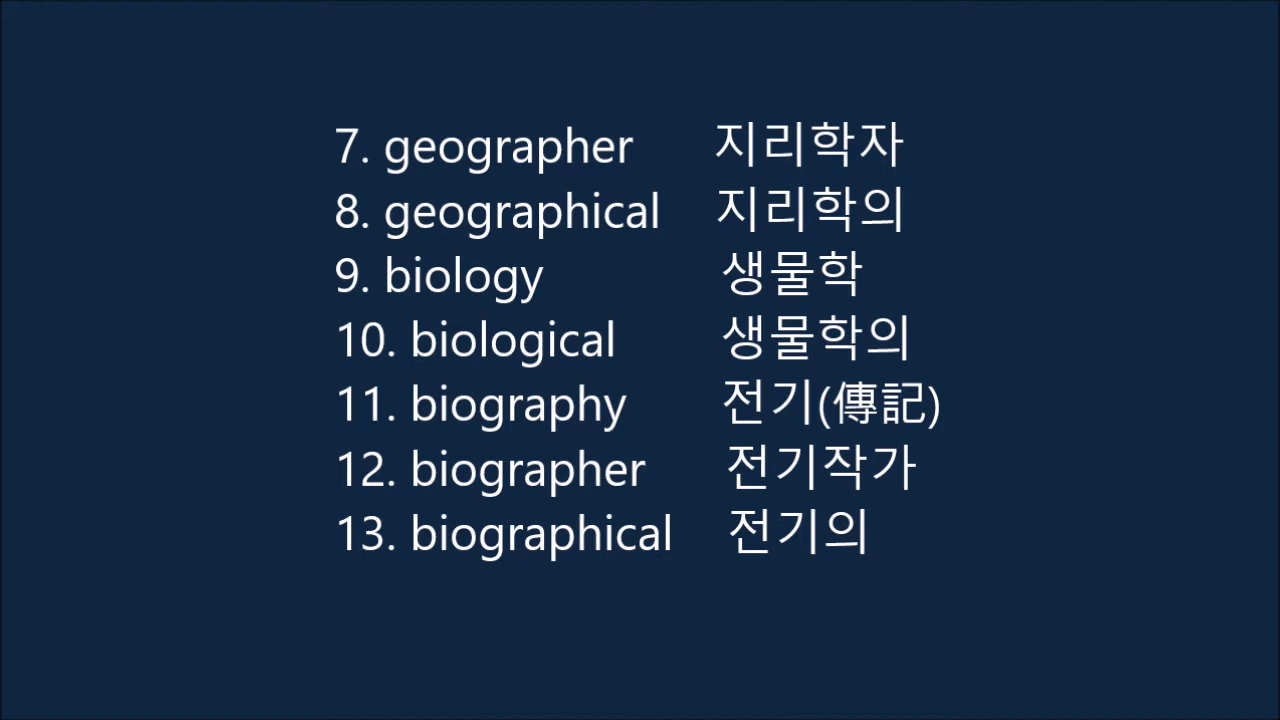 7. geographer 지리학자
8. geographical 지리학의
9. biology 생물학
10. biological 생물학의
11. biography 전기(傳記)
12. biographer 전기작가
13. biographical 전기의